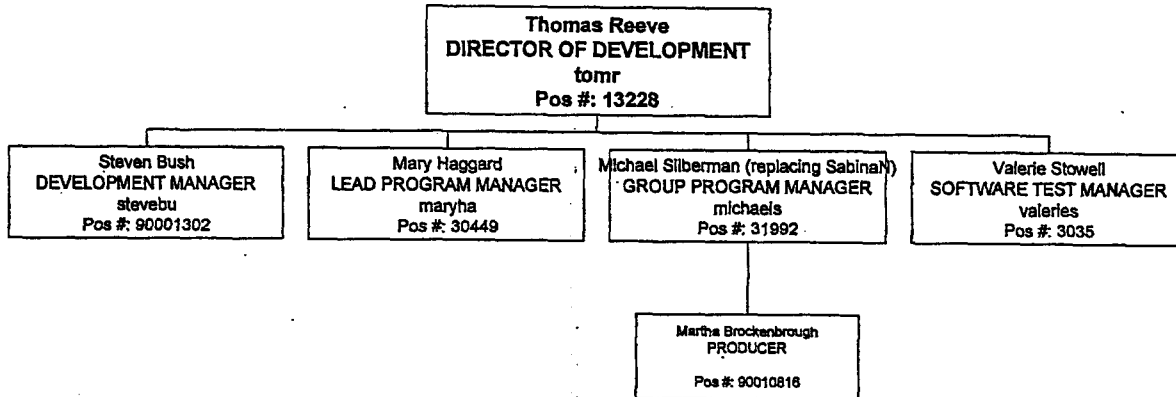 Thomas Reeve
DIRECTOR OF DEVELOPMENT
tomr
Pos #: 13228
Steven Bush
DEVELOPMENT MANAGER
stevebu
Pos #: 90001302
Mary Haggard
LEAD PROGRAM MANAGER
maryha
Pos #: 30449
Michael Silberman (replacing SabinaN)
GROUP PROGRAM MANAGER
michaels
Pos #: 31992
Valerie Stowell
SOFTWARE TEST MANAGER
valeries
Pos #: 3035
Martha Brockenbrough
PRODUCER
Pos #: 90010816